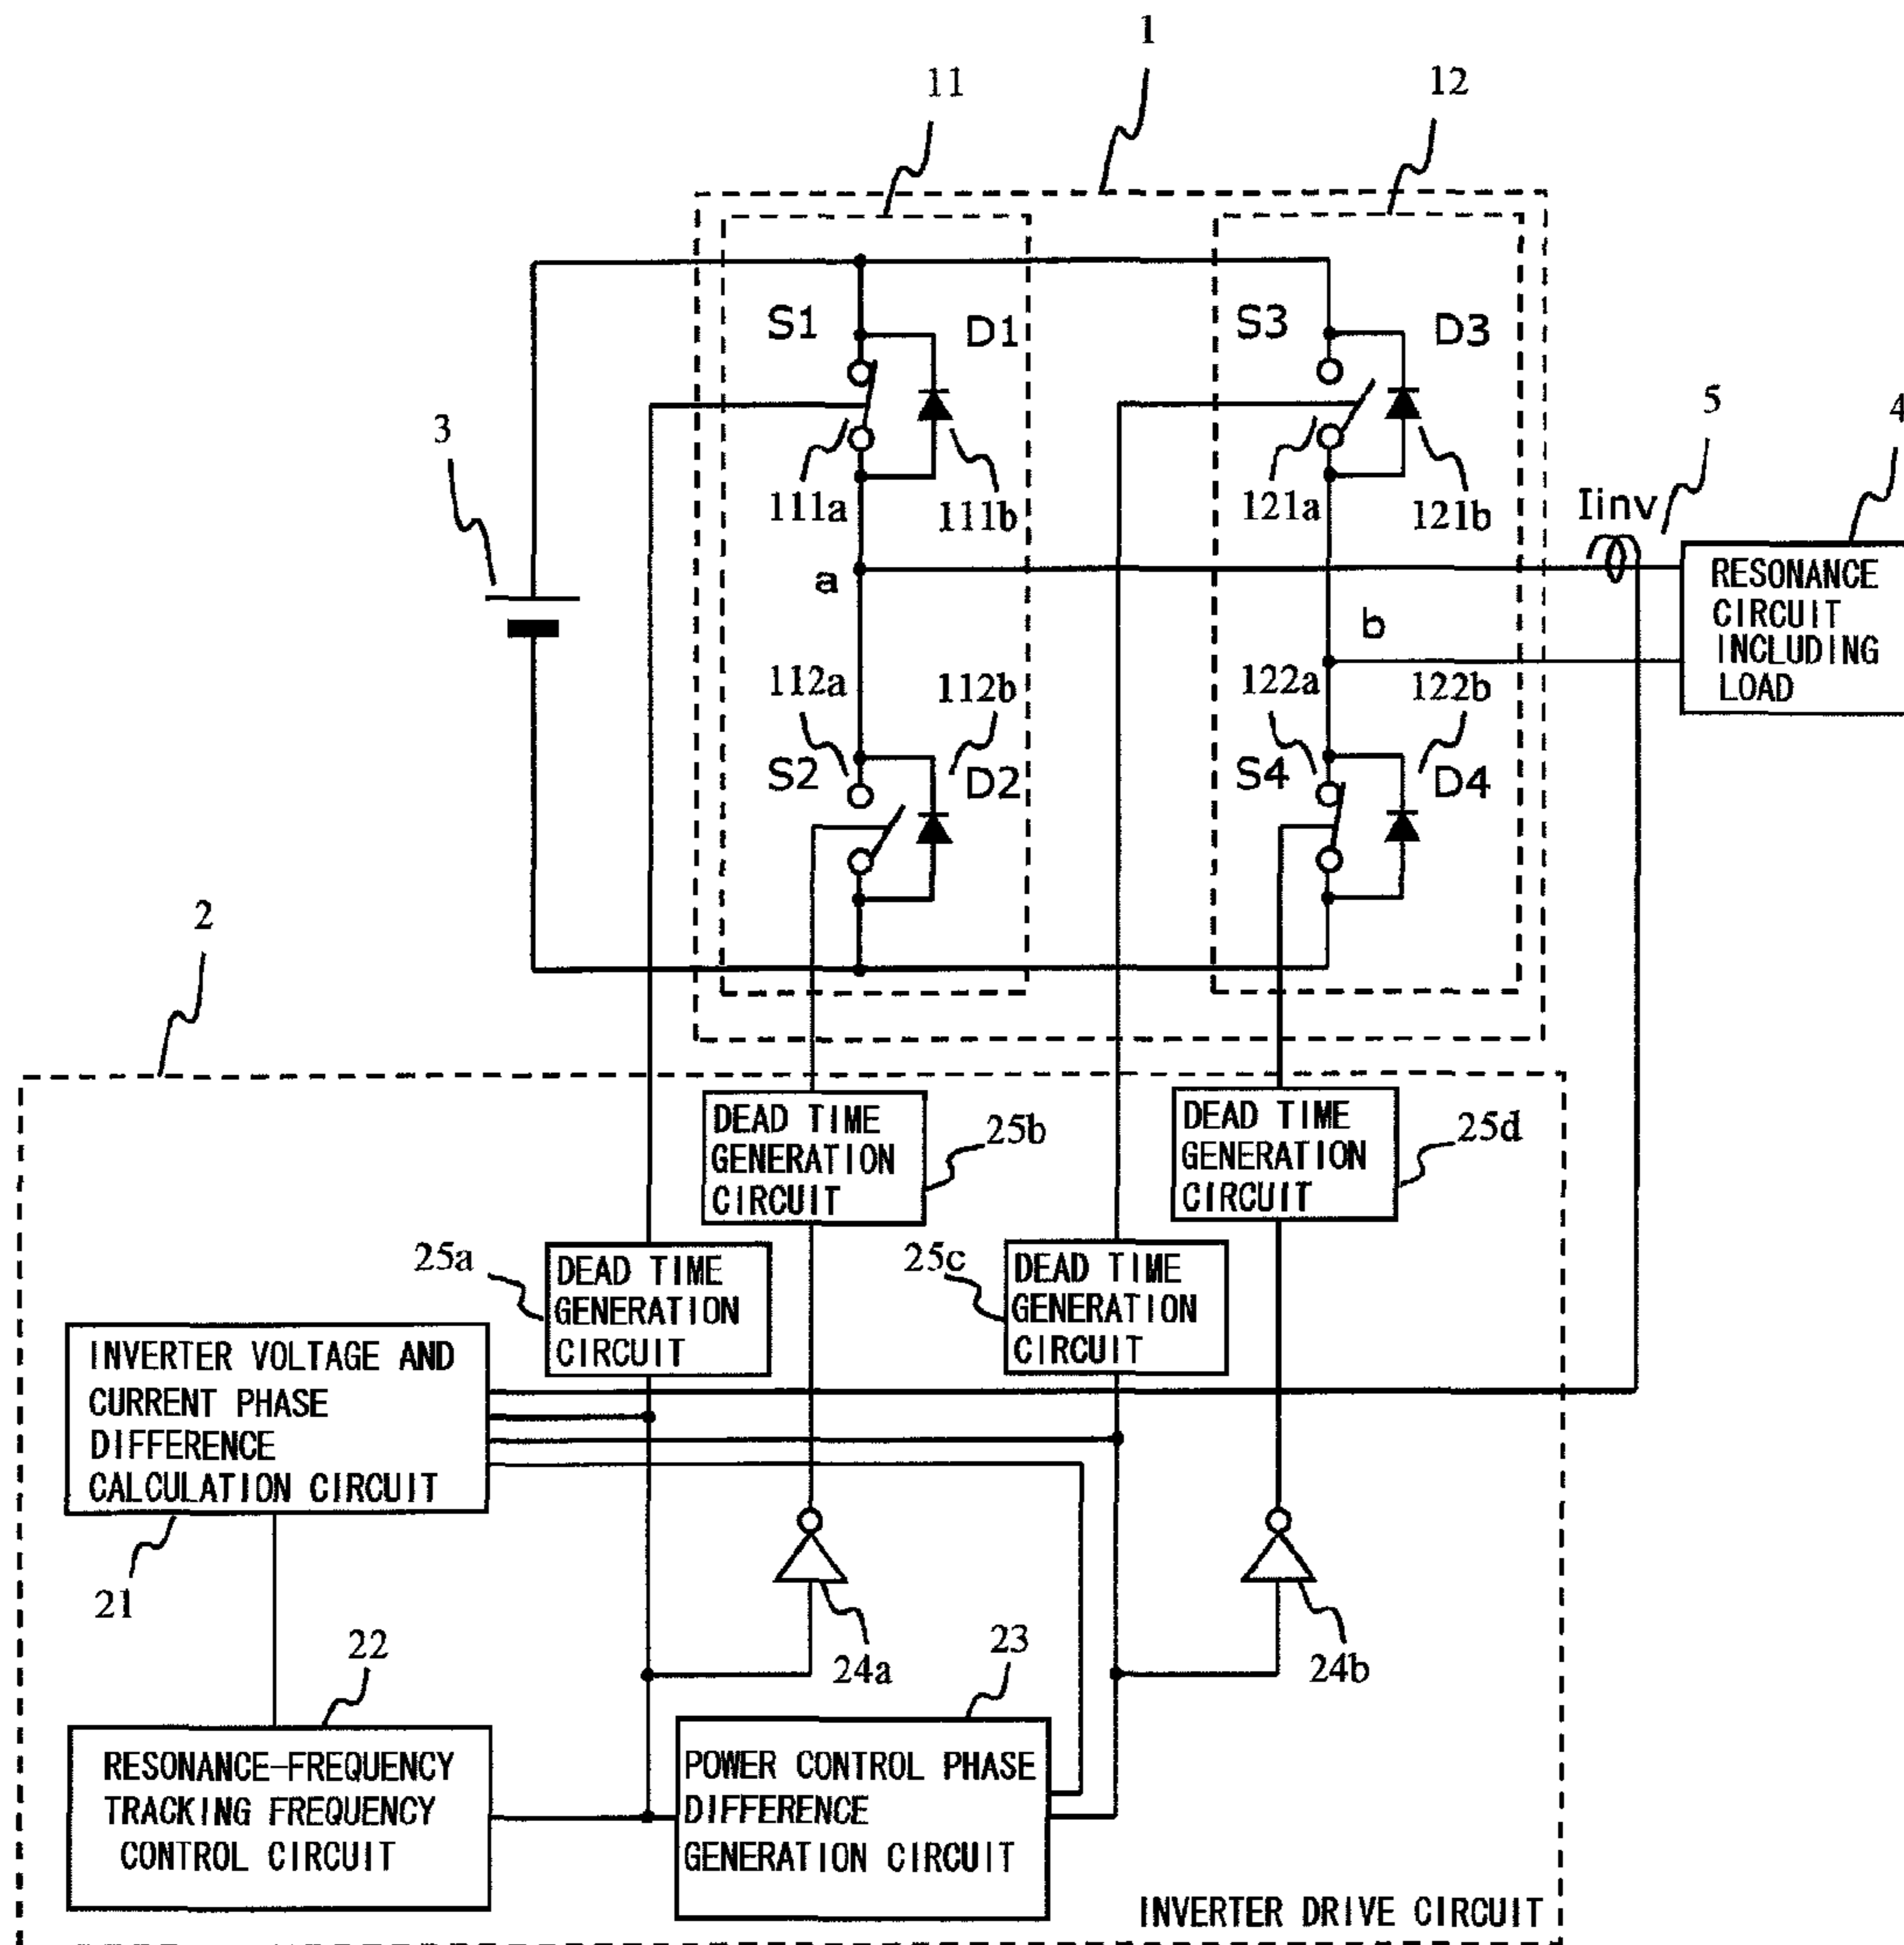 1
11
12
S1
D1
S3
D3
3
111a
111b
121a
121b
Iinv
5
4
a
RESONANCE
CIRCUIT
INCLUDING
LOAD
b
112a
112b
122a
122b
S2
D2
S4
D4
2
DEAD TIME
GENERATION
CIRCUIT
25b
DEAD TIME
GENERATION
CIRCUIT
25d
25a
DEAD TIME
GENERATION
CIRCUIT
25c
DEAD TIME
GENERATION
CIRCUIT
INVERTER VOLTAGE AND
CURRENT PHASE
DIFFERENCE
CALCULATION CIRCUIT
21
24a
24b
22
23
RESONANCE-FREQUENCY
TRACKING FREQUENCY
CONTROL CIRCUIT
POWER CONTROL PHASE
DIFFERENCE
GENERATION CIRCUIT
INVERTER DRIVE CIRCUIT